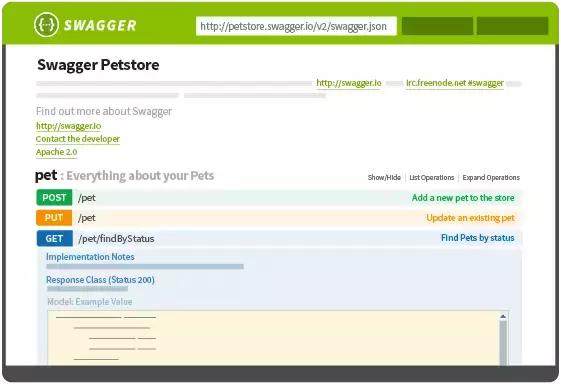 {··} SWAGGER http://petstore.swagger.io/v2/swagger.json
Swagger Petstore
http://swagger.io irc.freenode.net #swagger
Find out more about Swagger
http://swagger.io
Contact the developer
Apache 2.0
pet : Everything about your Pets Show/Hide | List Operations | Expand Operations
POST /pet Add a new pet to the store
PUT /pet Update an existing pet
GET /pet/findByStatus Find Pets by status
Implementation Notes
Response Class (Status 200)
Model: Example Value